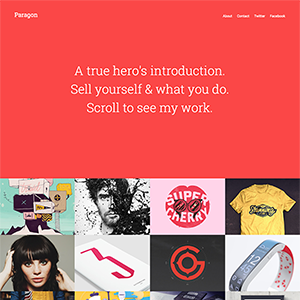 Paragon
About Contact Twitter Facebook
A true hero's introduction.
Sell yourself & what you do.
Scroll to see my work.
SUPER
CHERRY